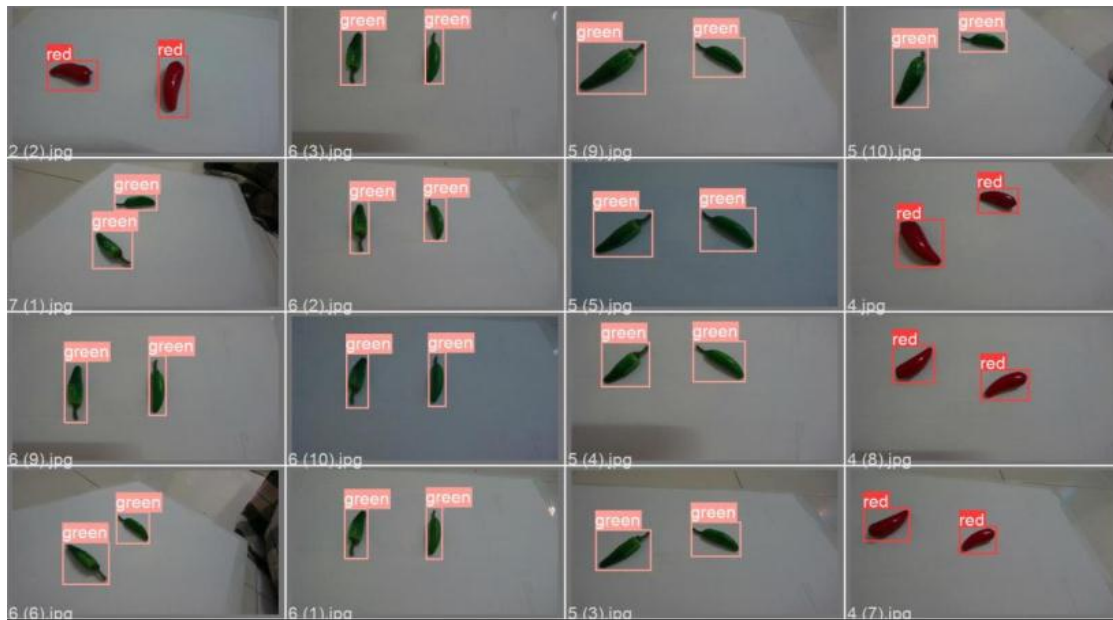 red
red
2 (2).jpg
green
green
6 (3).jpg
green
green
5 (9).jpg
green
green
5 (10).jpg
green
green
7 (1).jpg
green
green
6 (2).jpg
green
green
5 (5).jpg
red
red
4.jpg
green
green
6 (9).jpg
green
green
6 (10).jpg
green
green
5 (4).jpg
red
red
4 (8).jpg
green
green
6 (6).jpg
green
green
6 (1).jpg
green
green
5 (3).jpg
red
red
4 (7).jpg